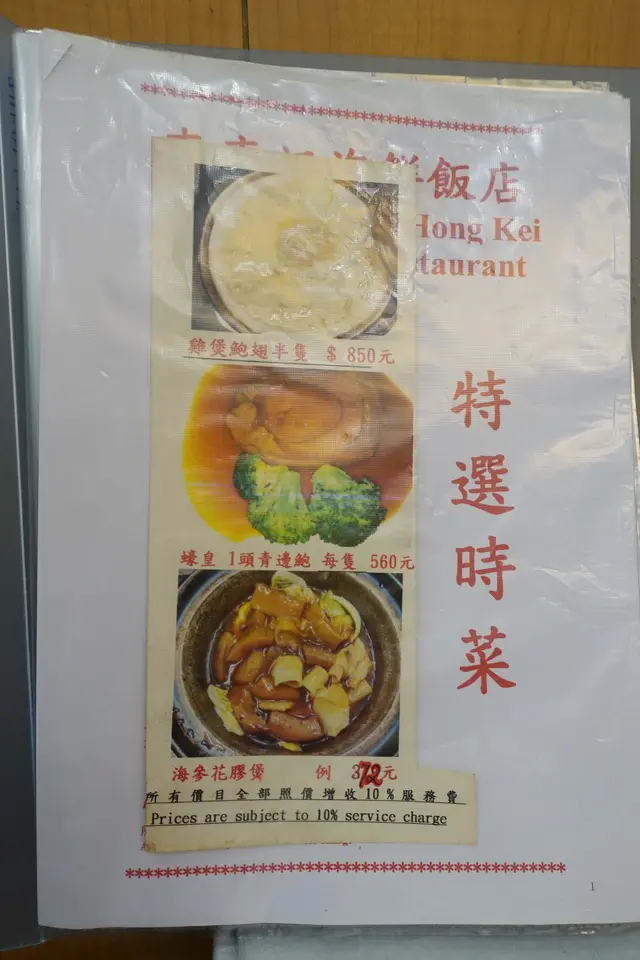 飯店
Hong Kei
taurant
雞煲鮑翅半隻 $ 850元
蠔皇 1頭青邊鮑 每隻 560元
海參花膠煲 例 372元
所有價目全部照價增收10%服務費
Prices are subject to 10% service charge
特選時菜
1